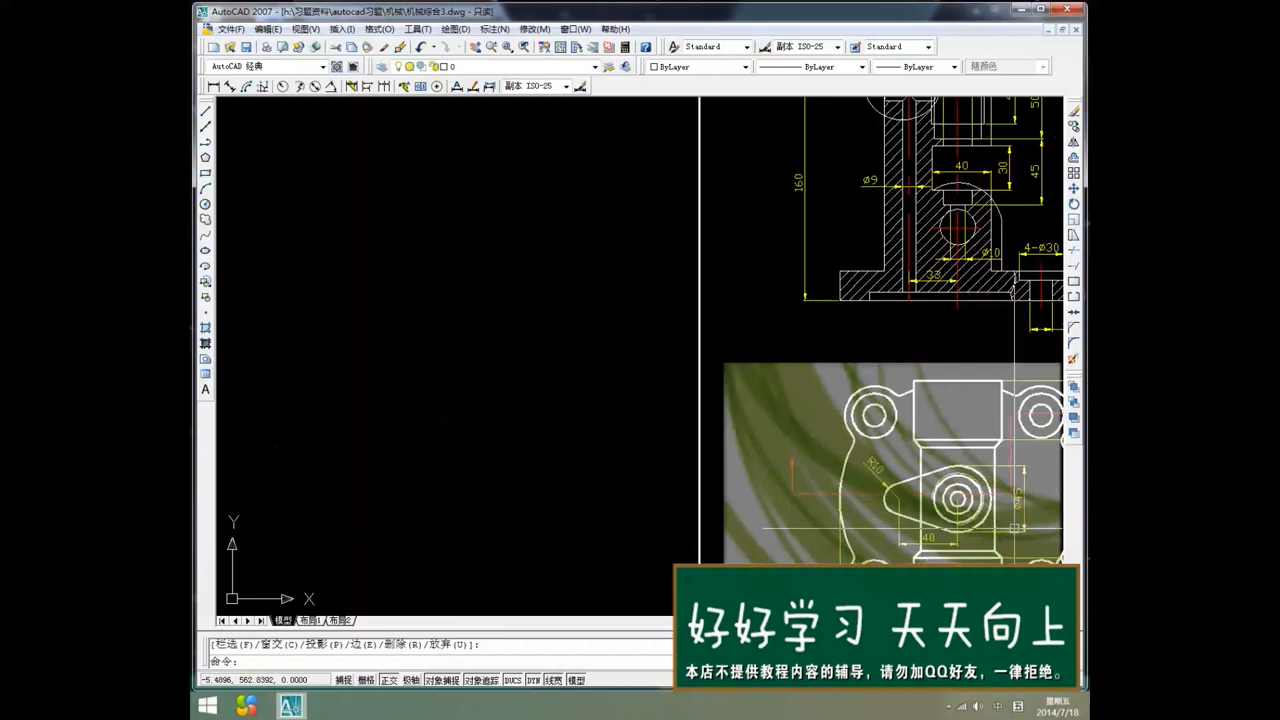 AutoCAD 2007 - [h:\习题资料\autocad习题\机械\机械综合3.dwg - 只读]
文件(F) 编辑(E) 视图(V) 插入(I) 格式(O) 工具(T) 绘图(D) 标注(N) 修改(M) 窗口(W) 帮助(H)
Standard 副本 ISO-25 Standard
AutoCAD 经典 0 ByLayer ByLayer ByLayer 随颜色
副本 ISO-25
50
40
30
45
160
ø9
4-ø30
ø10
33
R10
ø45
40
Y
X
模型 布局1 布局2
[栏选(F)/窗交(C)/投影(P)/边(E)/删除(R)/放弃(U)]:
命令:
-5.4896, 562.8392, 0.0000 捕捉 栅格 正交 极轴 对象捕捉 对象追踪 DUCS DYN 线宽 模型
好好学习 天天向上
本店不提供教程内容的辅导，请勿加QQ好友，一律拒绝。
中 五
星期五
2014/7/18